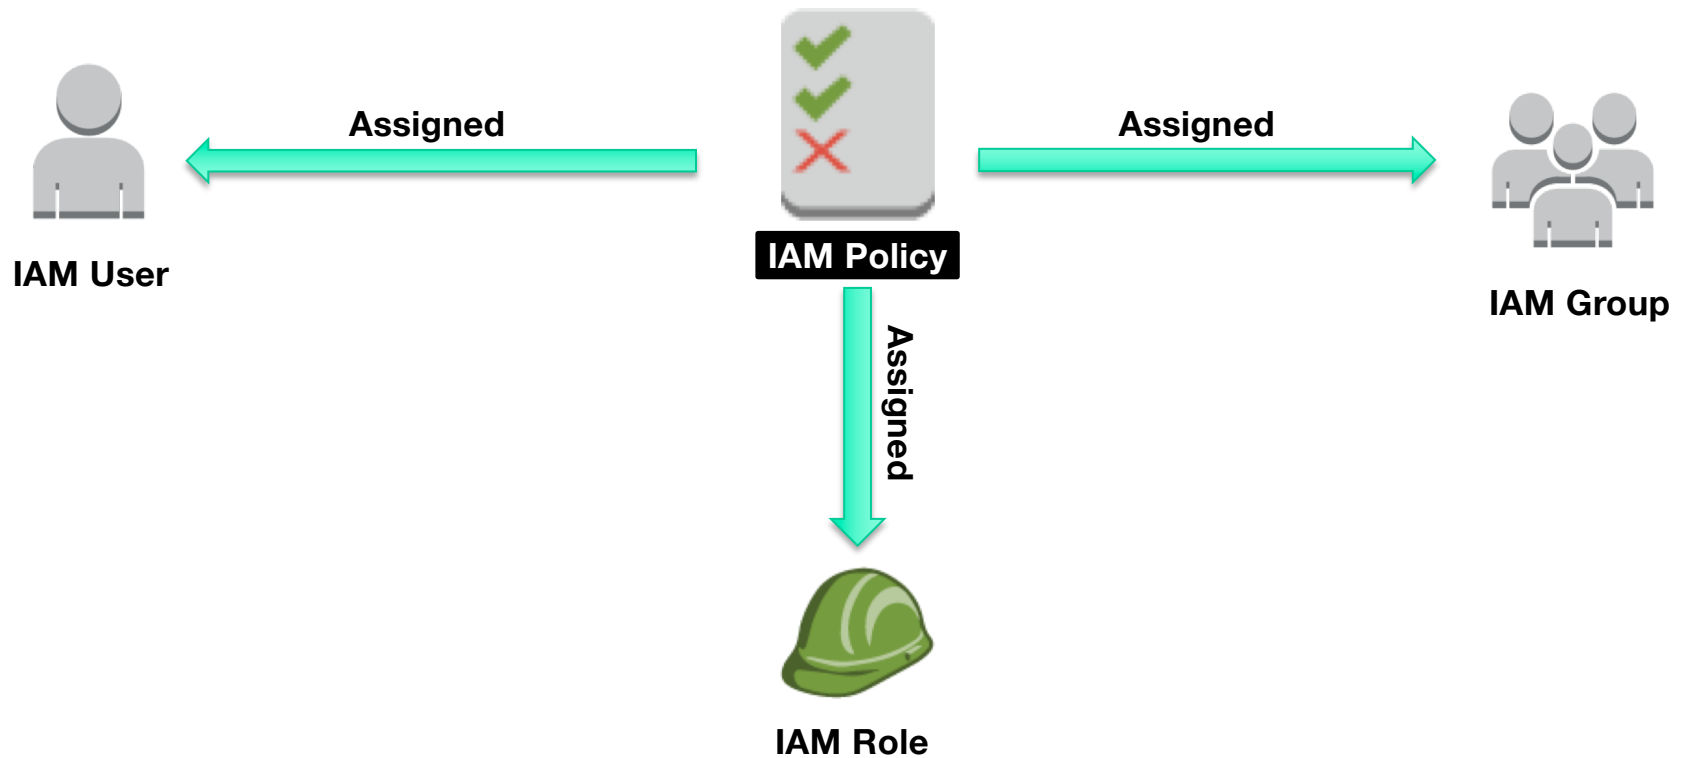 Assigned
Assigned
IAM Policy
IAM User
IAM Group
Assigned
IAM Role